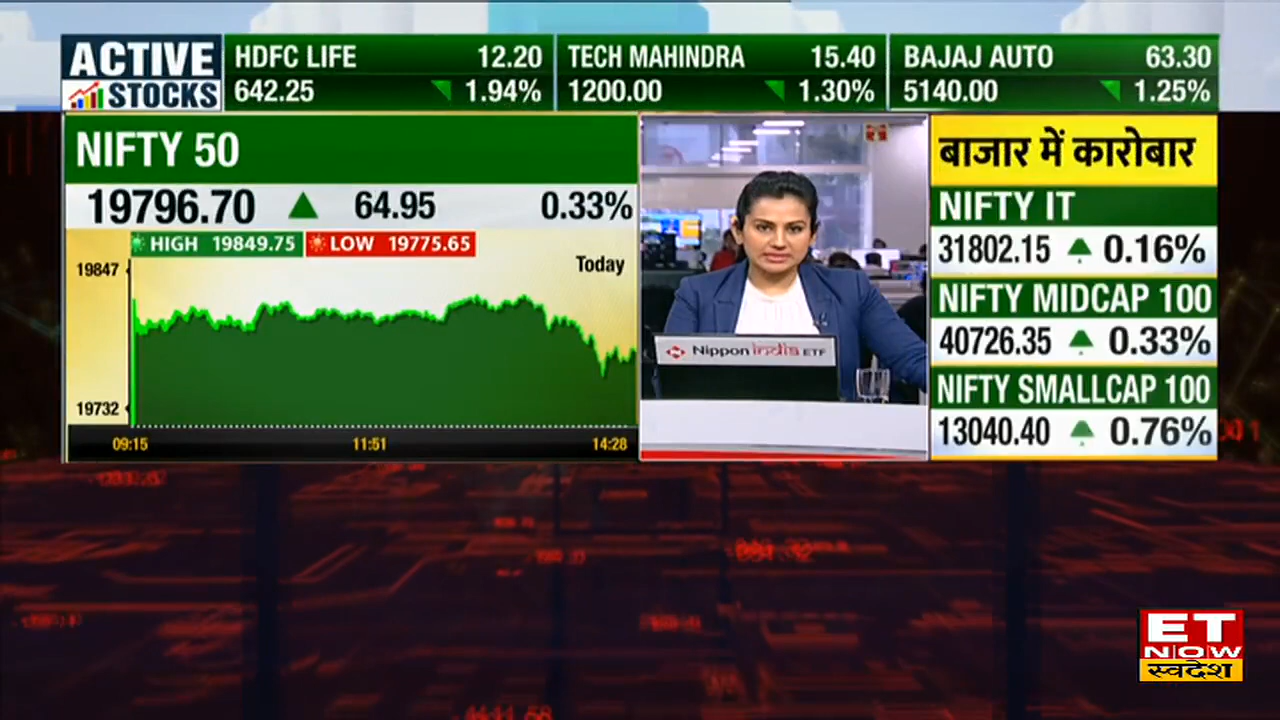 ACTIVE
STOCKS
HDFC LIFE 12.20
642.25 1.94%
TECH MAHINDRA 15.40
1200.00 1.30%
BAJAJ AUTO 63.30
5140.00 1.25%
NIFTY 50
19796.70 64.95 0.33%
HIGH 19849.75 LOW 19775.65
Today
19847
19732
09:15 11:51 14:28
Nippon india ETF
बाजार में कारोबार
NIFTY IT
31802.15 0.16%
NIFTY MIDCAP 100
40726.35 0.33%
NIFTY SMALLCAP 100
13040.40 0.76%
ET
NOW
स्वदेश